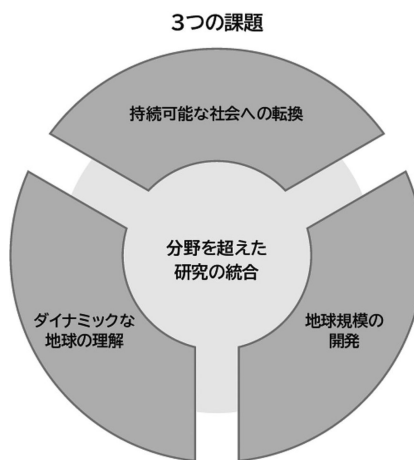 3つの課題
持続可能な社会への転換
分野を超えた
研究の統合
ダイナミックな
地球の理解
地球規模の
開発